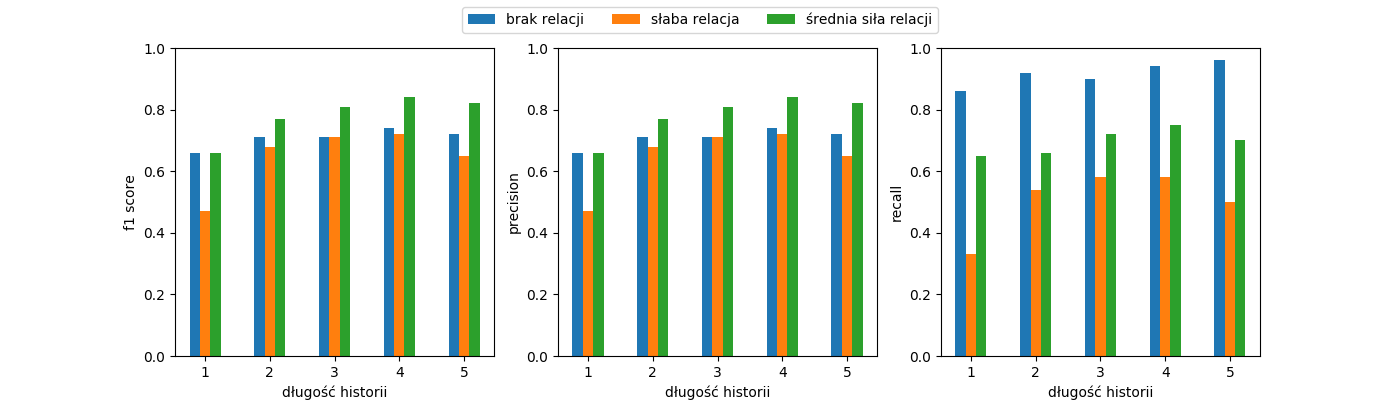 brak relacji słaba relacja średnia siła relacji
1.0 0.8 0.6 0.4 0.2 0.0
f1 score
1 2 3 4 5
długość historii
1.0 0.8 0.6 0.4 0.2 0.0
precision
1 2 3 4 5
długość historii
1.0 0.8 0.6 0.4 0.2 0.0
recall
1 2 3 4 5
długość historii